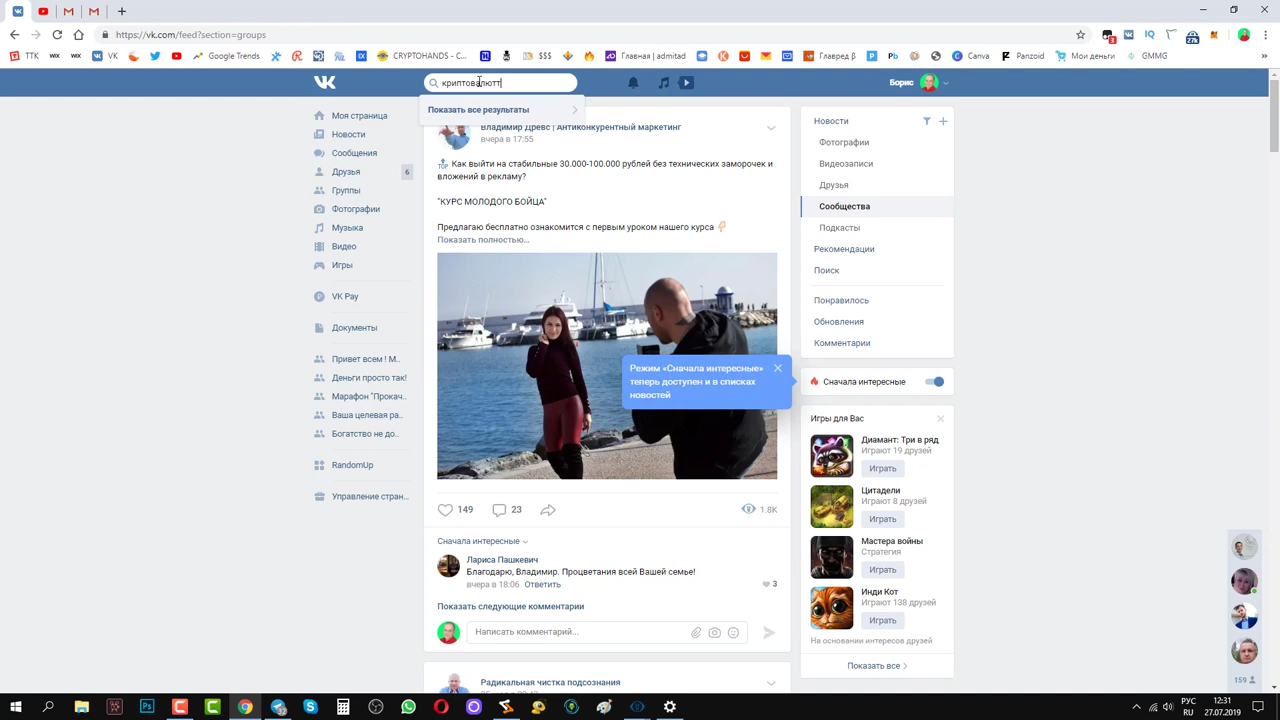 https://vk.com/feed?section=groups
ТТК
wix
wix
VK
Google Trends
CRYPTOHANDS - C...
$$$
Главная | admitad
Главред β
Canva
Panzoid
Мои деньги
GMMG
криптовалютт
Борис
Показать все результаты
Владимир Древс | Антиконкурентный маркетинг
вчера в 17:55
Как выйти на стабильные 30.000-100.000 рублей без технических заморочек и
вложений в рекламу?
"КУРС МОЛОДОГО БОЙЦА"
Предлагаю бесплатно ознакомится с первым уроком нашего курса
Показать полностью...
Моя страница
Новости
Сообщения
Друзья 6
Группы
Фотографии
Музыка
Видео
Игры
VK Pay
Документы
Привет всем ! М..
Деньги просто так!
Марафон "Прокач..
Ваша целевая ра..
Богатство не до..
RandomUp
Управление стран...
Режим «Сначала интересные»
теперь доступен и в списках
новостей
149
23
1.8K
Сначала интересные
Лариса Пашкевич
Благодарю, Владимир. Процветания всей Вашей семье!
вчера в 18:06 Ответить
3
Показать следующие комментарии
Написать комментарий...
Радикальная чистка подсознания
Новости
Фотографии
Видеозаписи
Друзья
Сообщества
Подкасты
Рекомендации
Поиск
Понравилось
Обновления
Комментарии
Сначала интересные
Игры для Вас
Диамант: Три в ряд
Играют 19 друзей
Играть
Цитадели
Играют 8 друзей
Играть
Мастера войны
Стратегия
Играть
Инди Кот
Играют 138 друзей
Играть
На основании интересов друзей
Показать все
159
РУС
RU
12:31
27.07.2019